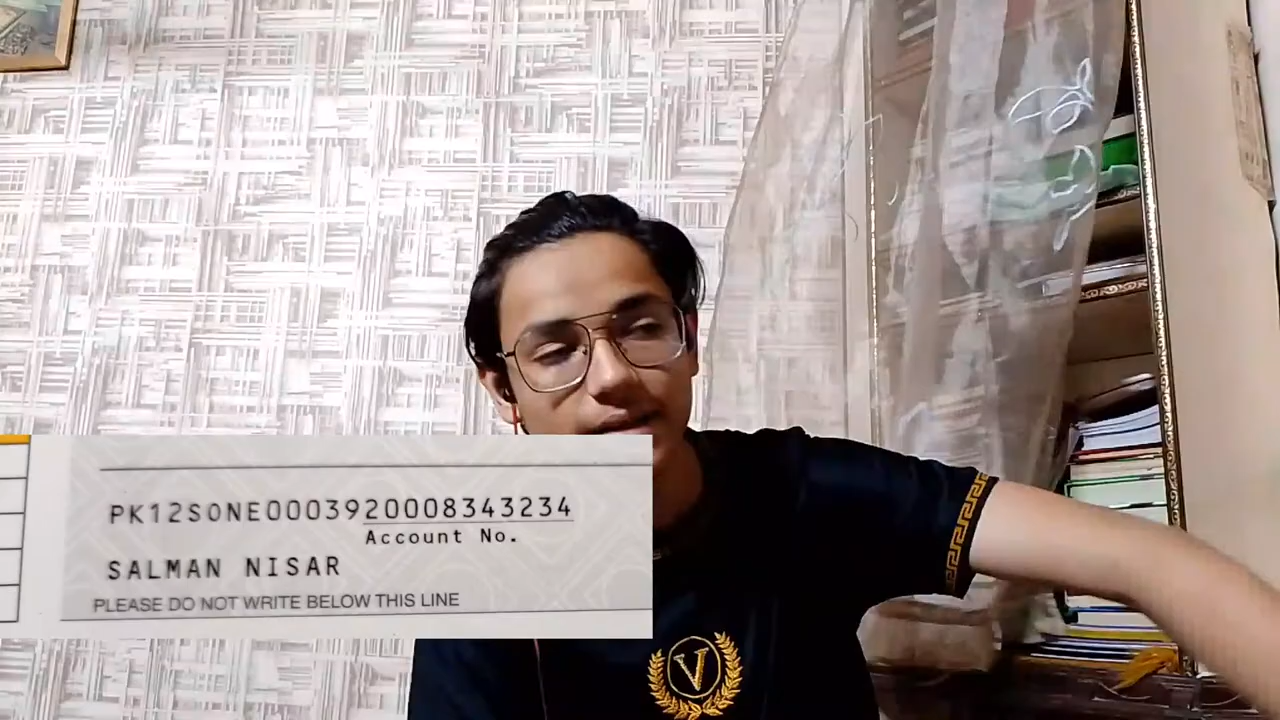 PK12SONE0003920008343234
Account No.
SALMAN NISAR
PLEASE DO NOT WRITE BELOW THIS LINE
V